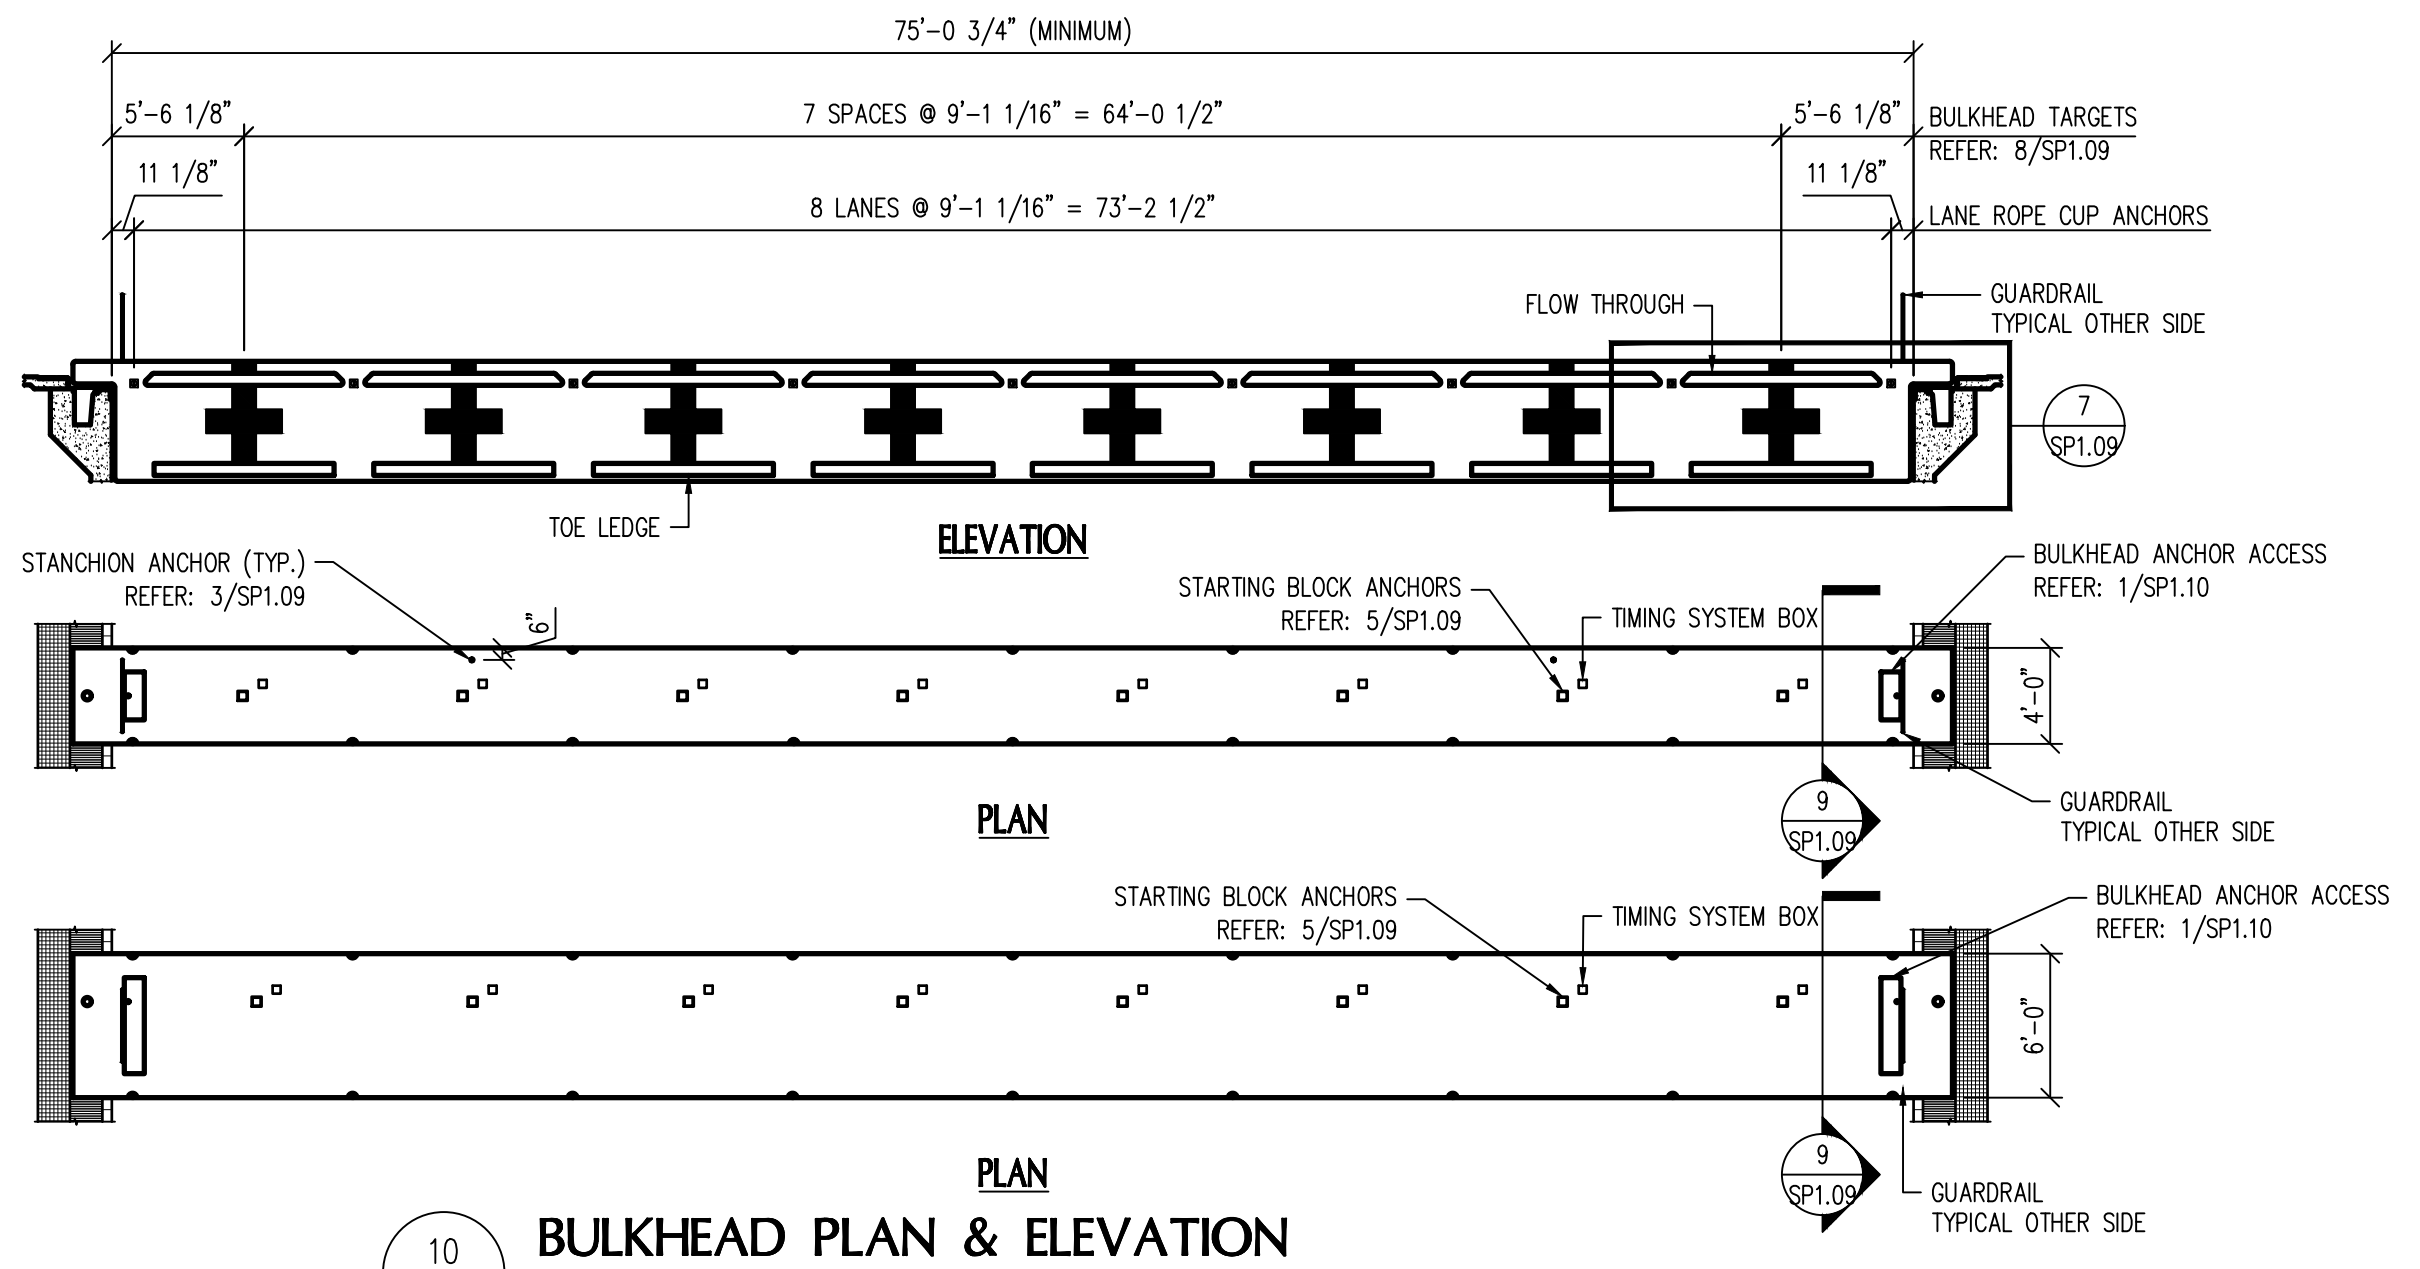 75'-0 3/4" (MINIMUM)
5'-6 1/8"
7 SPACES @ 9'-1 1/16" = 64'-0 1/2"
5'-6 1/8"
BULKHEAD TARGETS
REFER: 8/SP1.09
11 1/8"
8 LANES @ 9'-1 1/16" = 73'-2 1/2"
11 1/8"
LANE ROPE CUP ANCHORS
FLOW THROUGH
GUARDRAIL
TYPICAL OTHER SIDE
7
SP1.09
TOE LEDGE
ELEVATION
STANCHION ANCHOR (TYP.)
REFER: 3/SP1.09
6"
STARTING BLOCK ANCHORS
REFER: 5/SP1.09
TIMING SYSTEM BOX
BULKHEAD ANCHOR ACCESS
REFER: 1/SP1.10
4'-0"
PLAN
9
SP1.09
GUARDRAIL
TYPICAL OTHER SIDE
STARTING BLOCK ANCHORS
REFER: 5/SP1.09
TIMING SYSTEM BOX
BULKHEAD ANCHOR ACCESS
REFER: 1/SP1.10
6'-0"
PLAN
9
SP1.09
GUARDRAIL
TYPICAL OTHER SIDE
10
BULKHEAD PLAN & ELEVATION